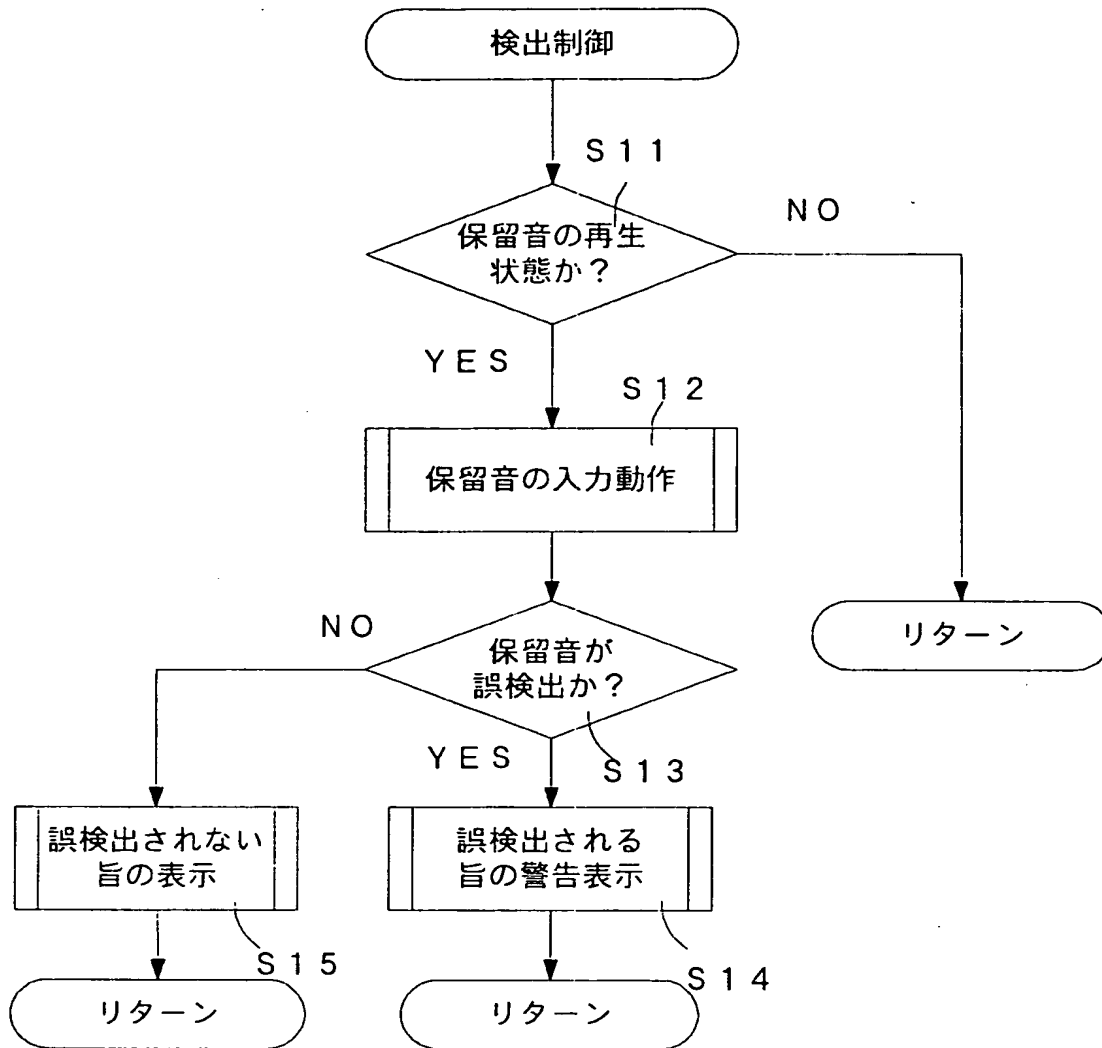 検出制御
S11
保留音の再生
状態か?
NO
YES
S12
保留音の入力動作
NO
保留音が
誤検出か?
リターン
YES
S13
誤検出されない
旨の表示
誤検出される
旨の警告表示
S15
S14
リターン
リターン